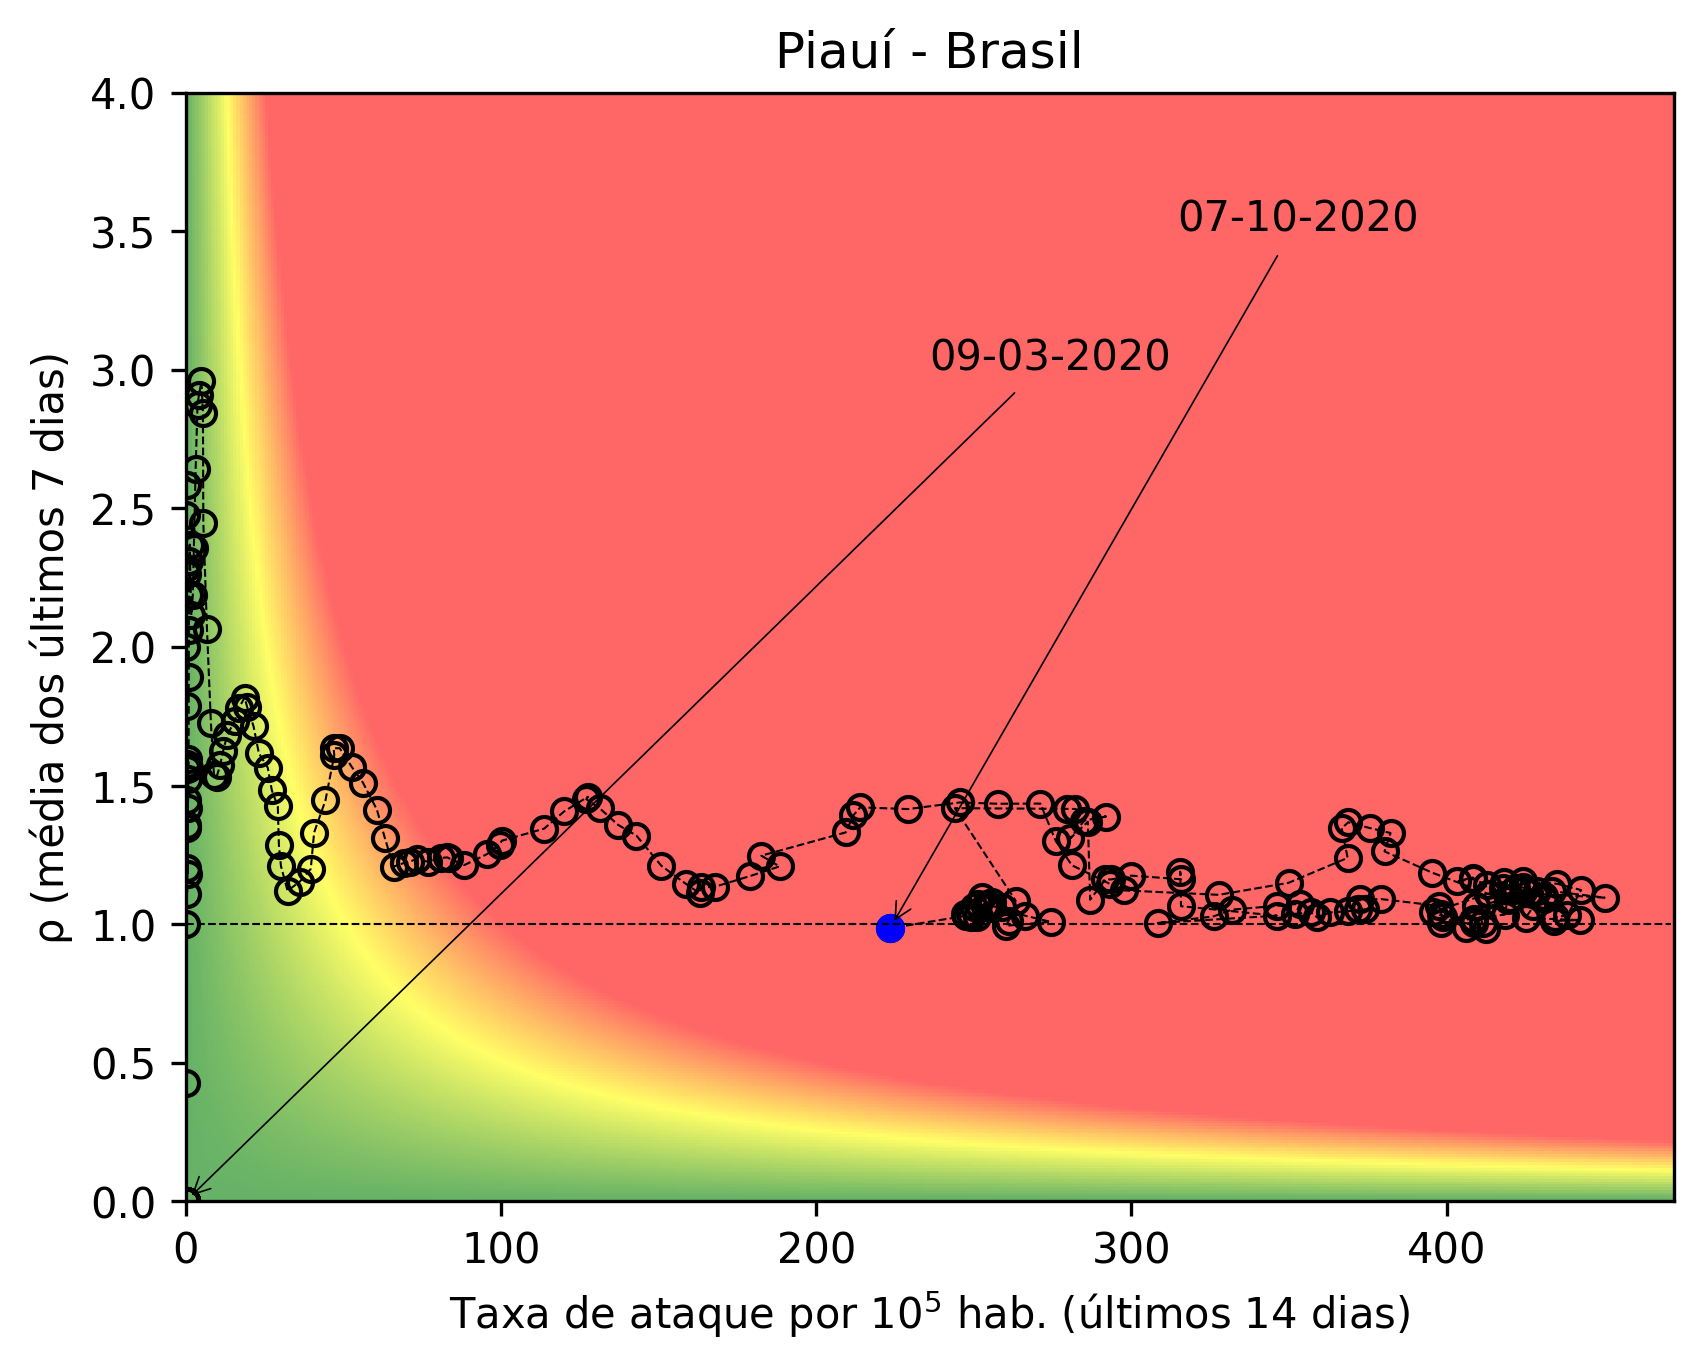 Piauí - Brasil
4.0
3.5
3.0
2.5
2.0
1.5
1.0
0.5
0.0
ρ (média dos últimos 7 dias)
07-10-2020
09-03-2020
0 100 200 300 400
Taxa de ataque por 10⁵ hab. (últimos 14 dias)